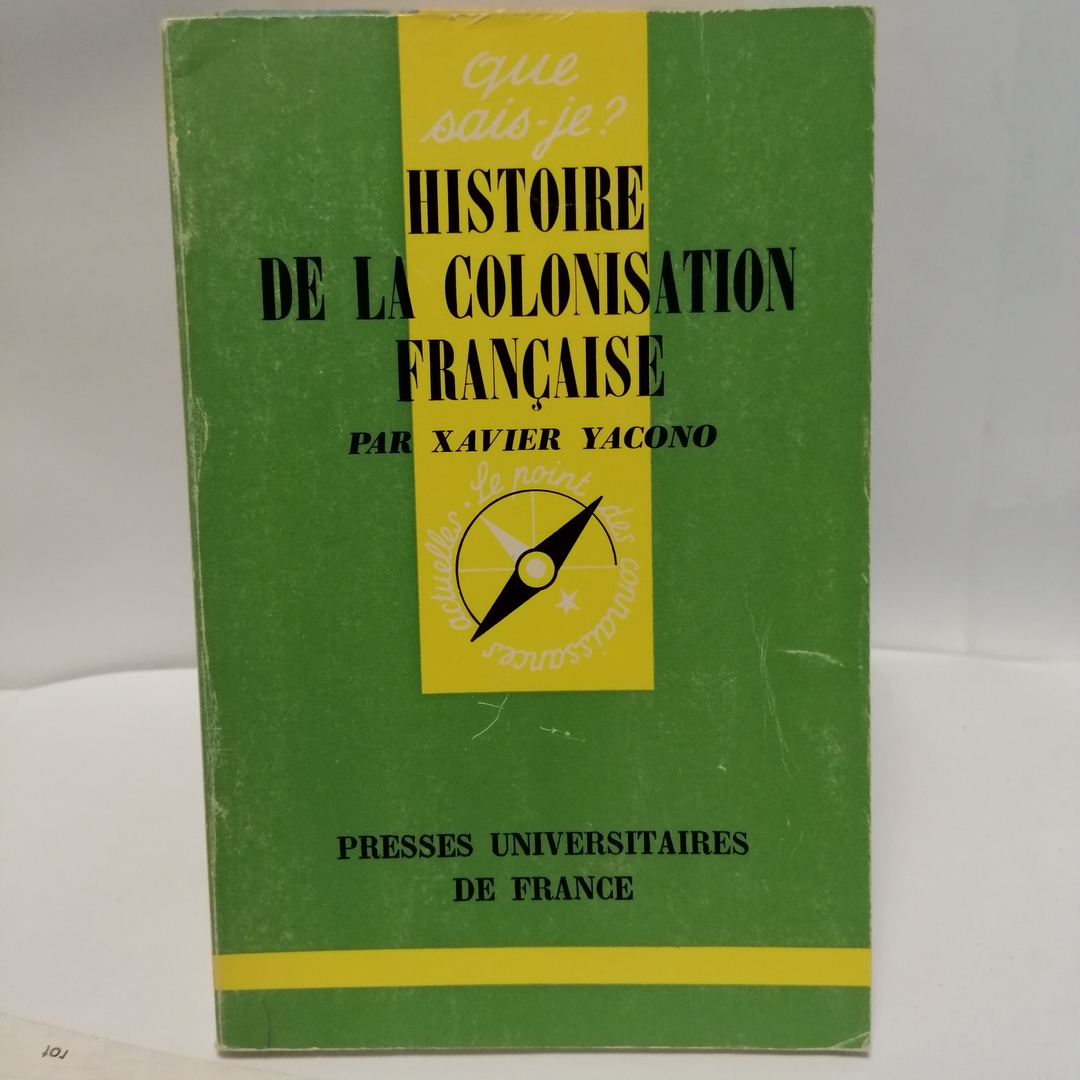 que
sais-je?
HISTOIRE
DE LA COLONISATION
FRANÇAISE
PAR XAVIER YACONO
Le point des connaissances actuelles.
PRESSES UNIVERSITAIRES
DE FRANCE